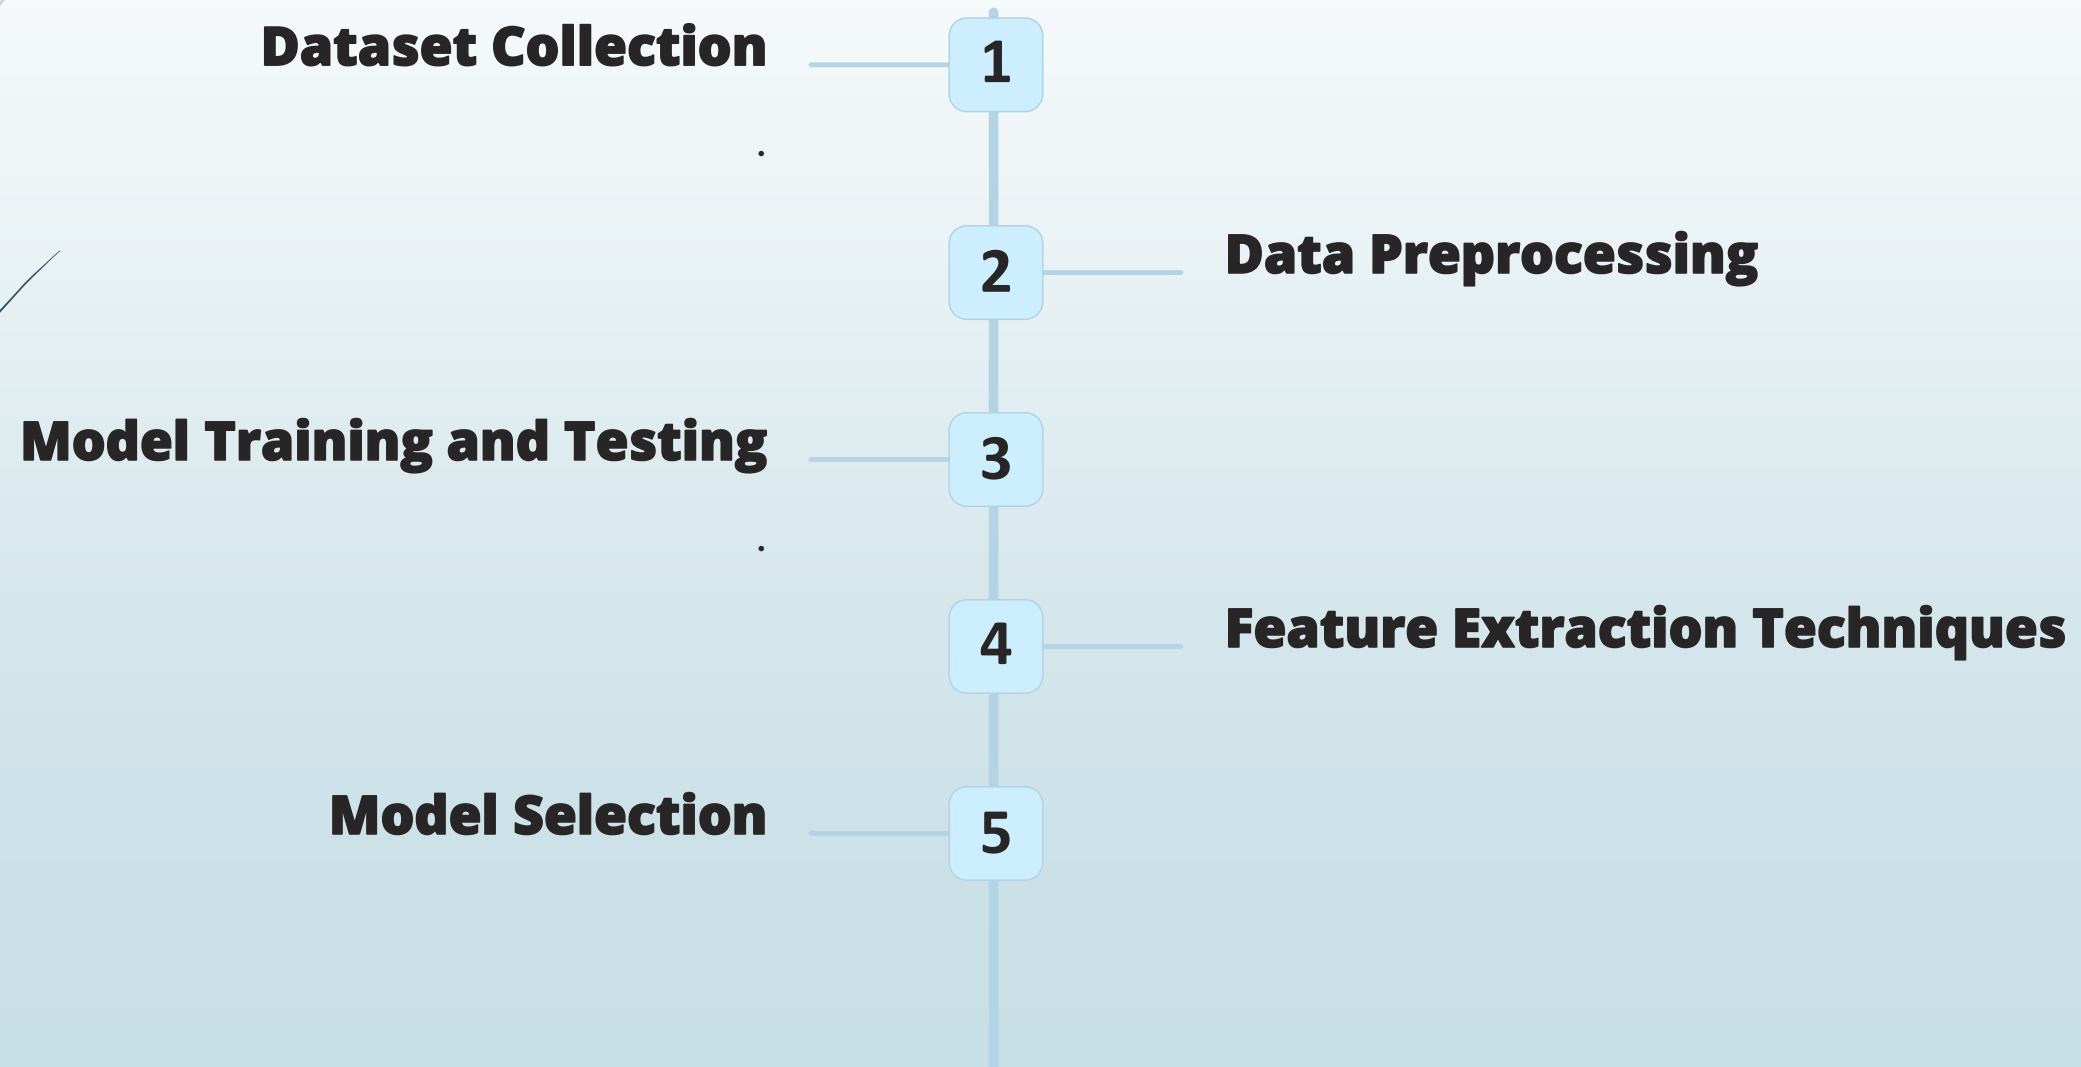 Dataset Collection
1
.
2
Data Preprocessing
Model Training and Testing
3
.
4
Feature Extraction Techniques
Model Selection
5